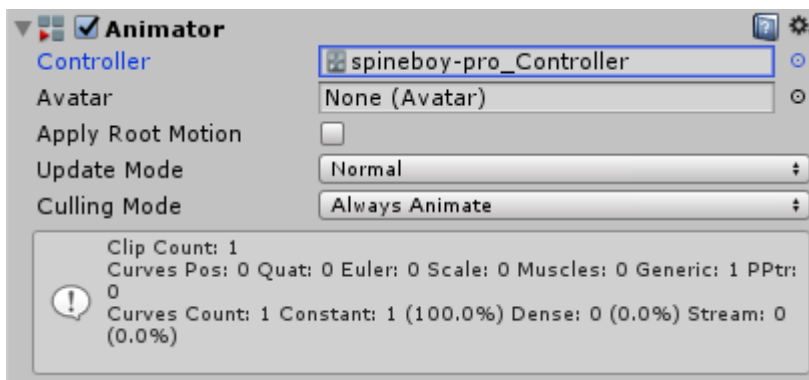 Animator
Controller spineboy-pro_Controller
Avatar None (Avatar)
Apply Root Motion
Update Mode Normal
Culling Mode Always Animate
Clip Count: 1
Curves Pos: 0 Quat: 0 Euler: 0 Scale: 0 Muscles: 0 Generic: 1 PPtr:
0
Curves Count: 1 Constant: 1 (100.0%) Dense: 0 (0.0%) Stream: 0
(0.0%)